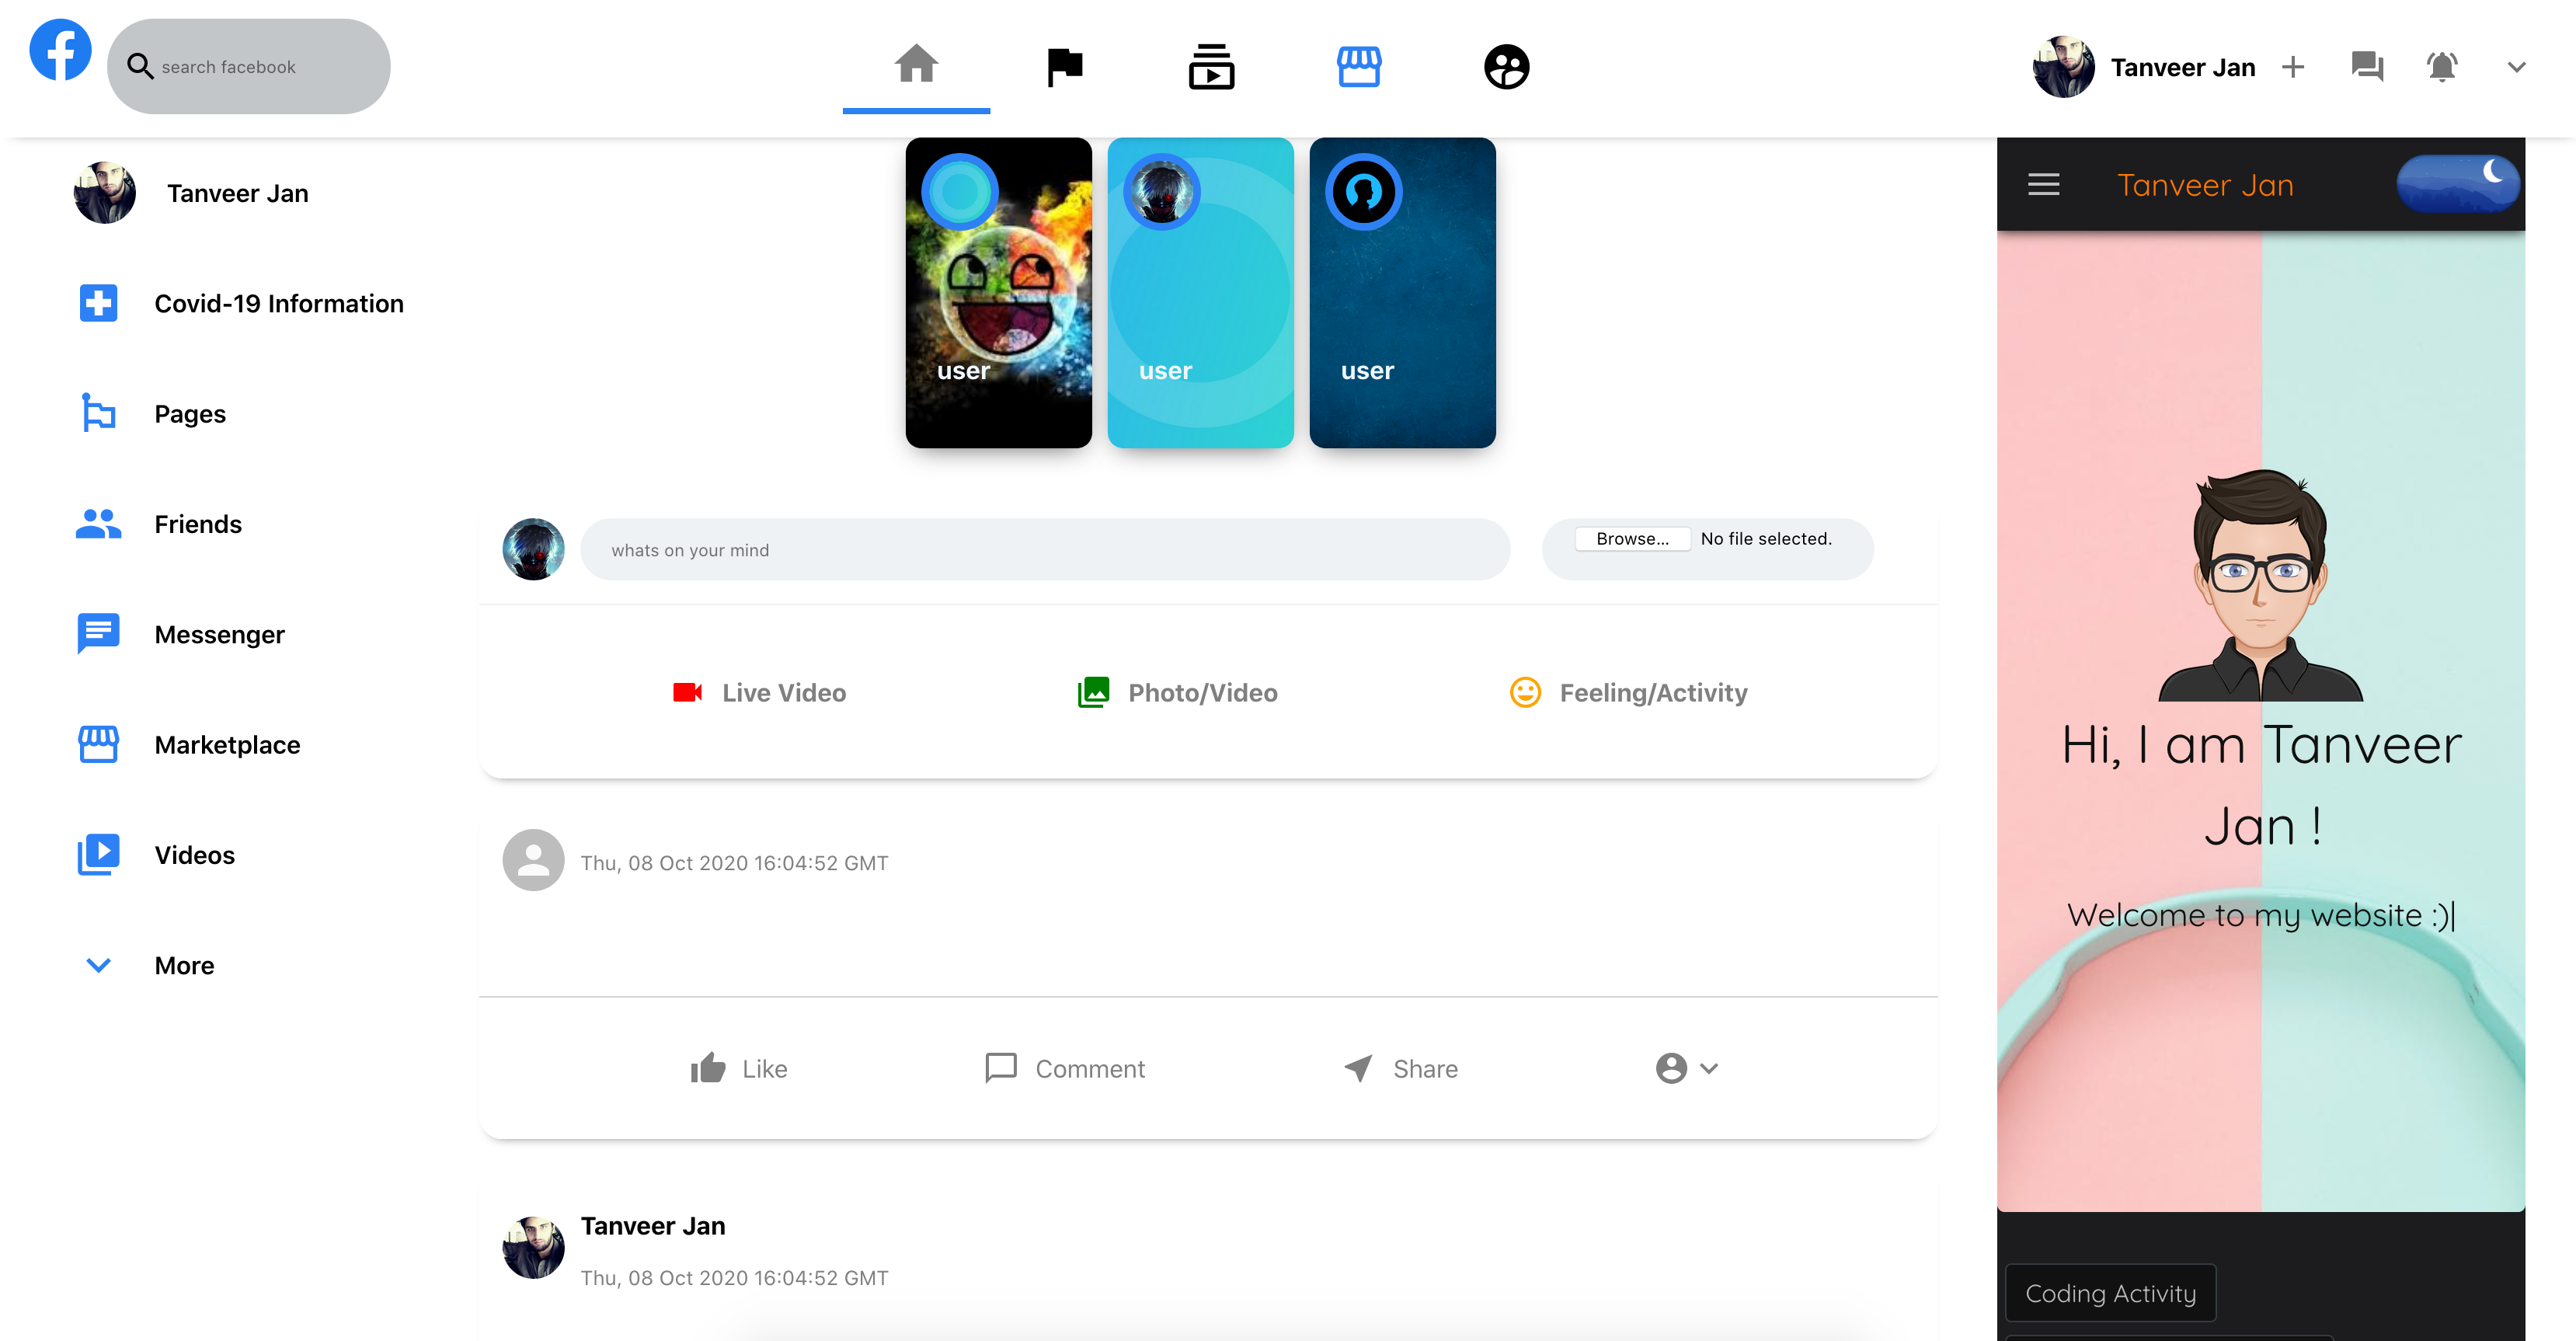 search facebook
Tanveer Jan
Tanveer Jan
Covid-19 Information
Pages
Friends
Messenger
Marketplace
Videos
More
user
user
user
whats on your mind
Browse... No file selected.
Live Video
Photo/Video
Feeling/Activity
Thu, 08 Oct 2020 16:04:52 GMT
Like
Comment
Share
Tanveer Jan
Thu, 08 Oct 2020 16:04:52 GMT
Tanveer Jan
Hi, I am Tanveer
Jan !
Welcome to my website :)|
Coding Activity